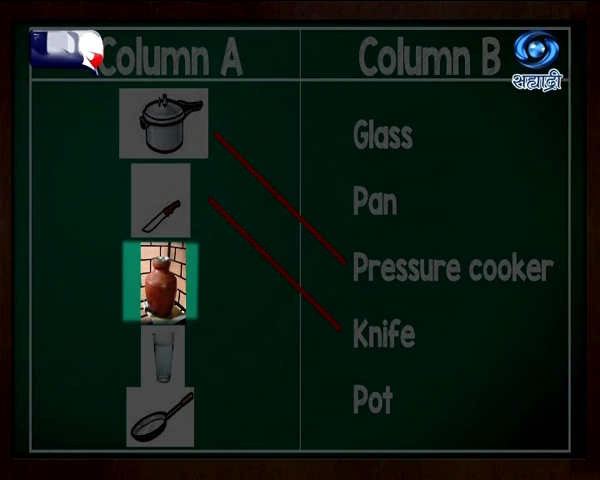 Column A
Column B
सह्याद्री
Glass
Pan
Pressure cooker
Knife
Pot